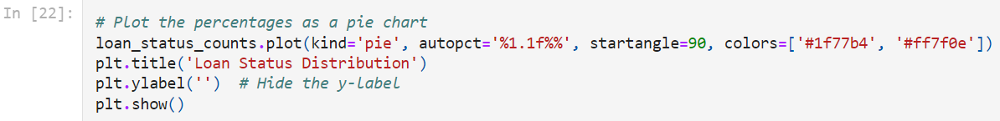 In [22]:
# Plot the percentages as a pie chart
loan_status_counts.plot(kind='pie', autopct='%1.1f%%', startangle=90, colors=['#1f77b4', '#ff7f0e'])
plt.title('Loan Status Distribution')
plt.ylabel('')  # Hide the y-label
plt.show()